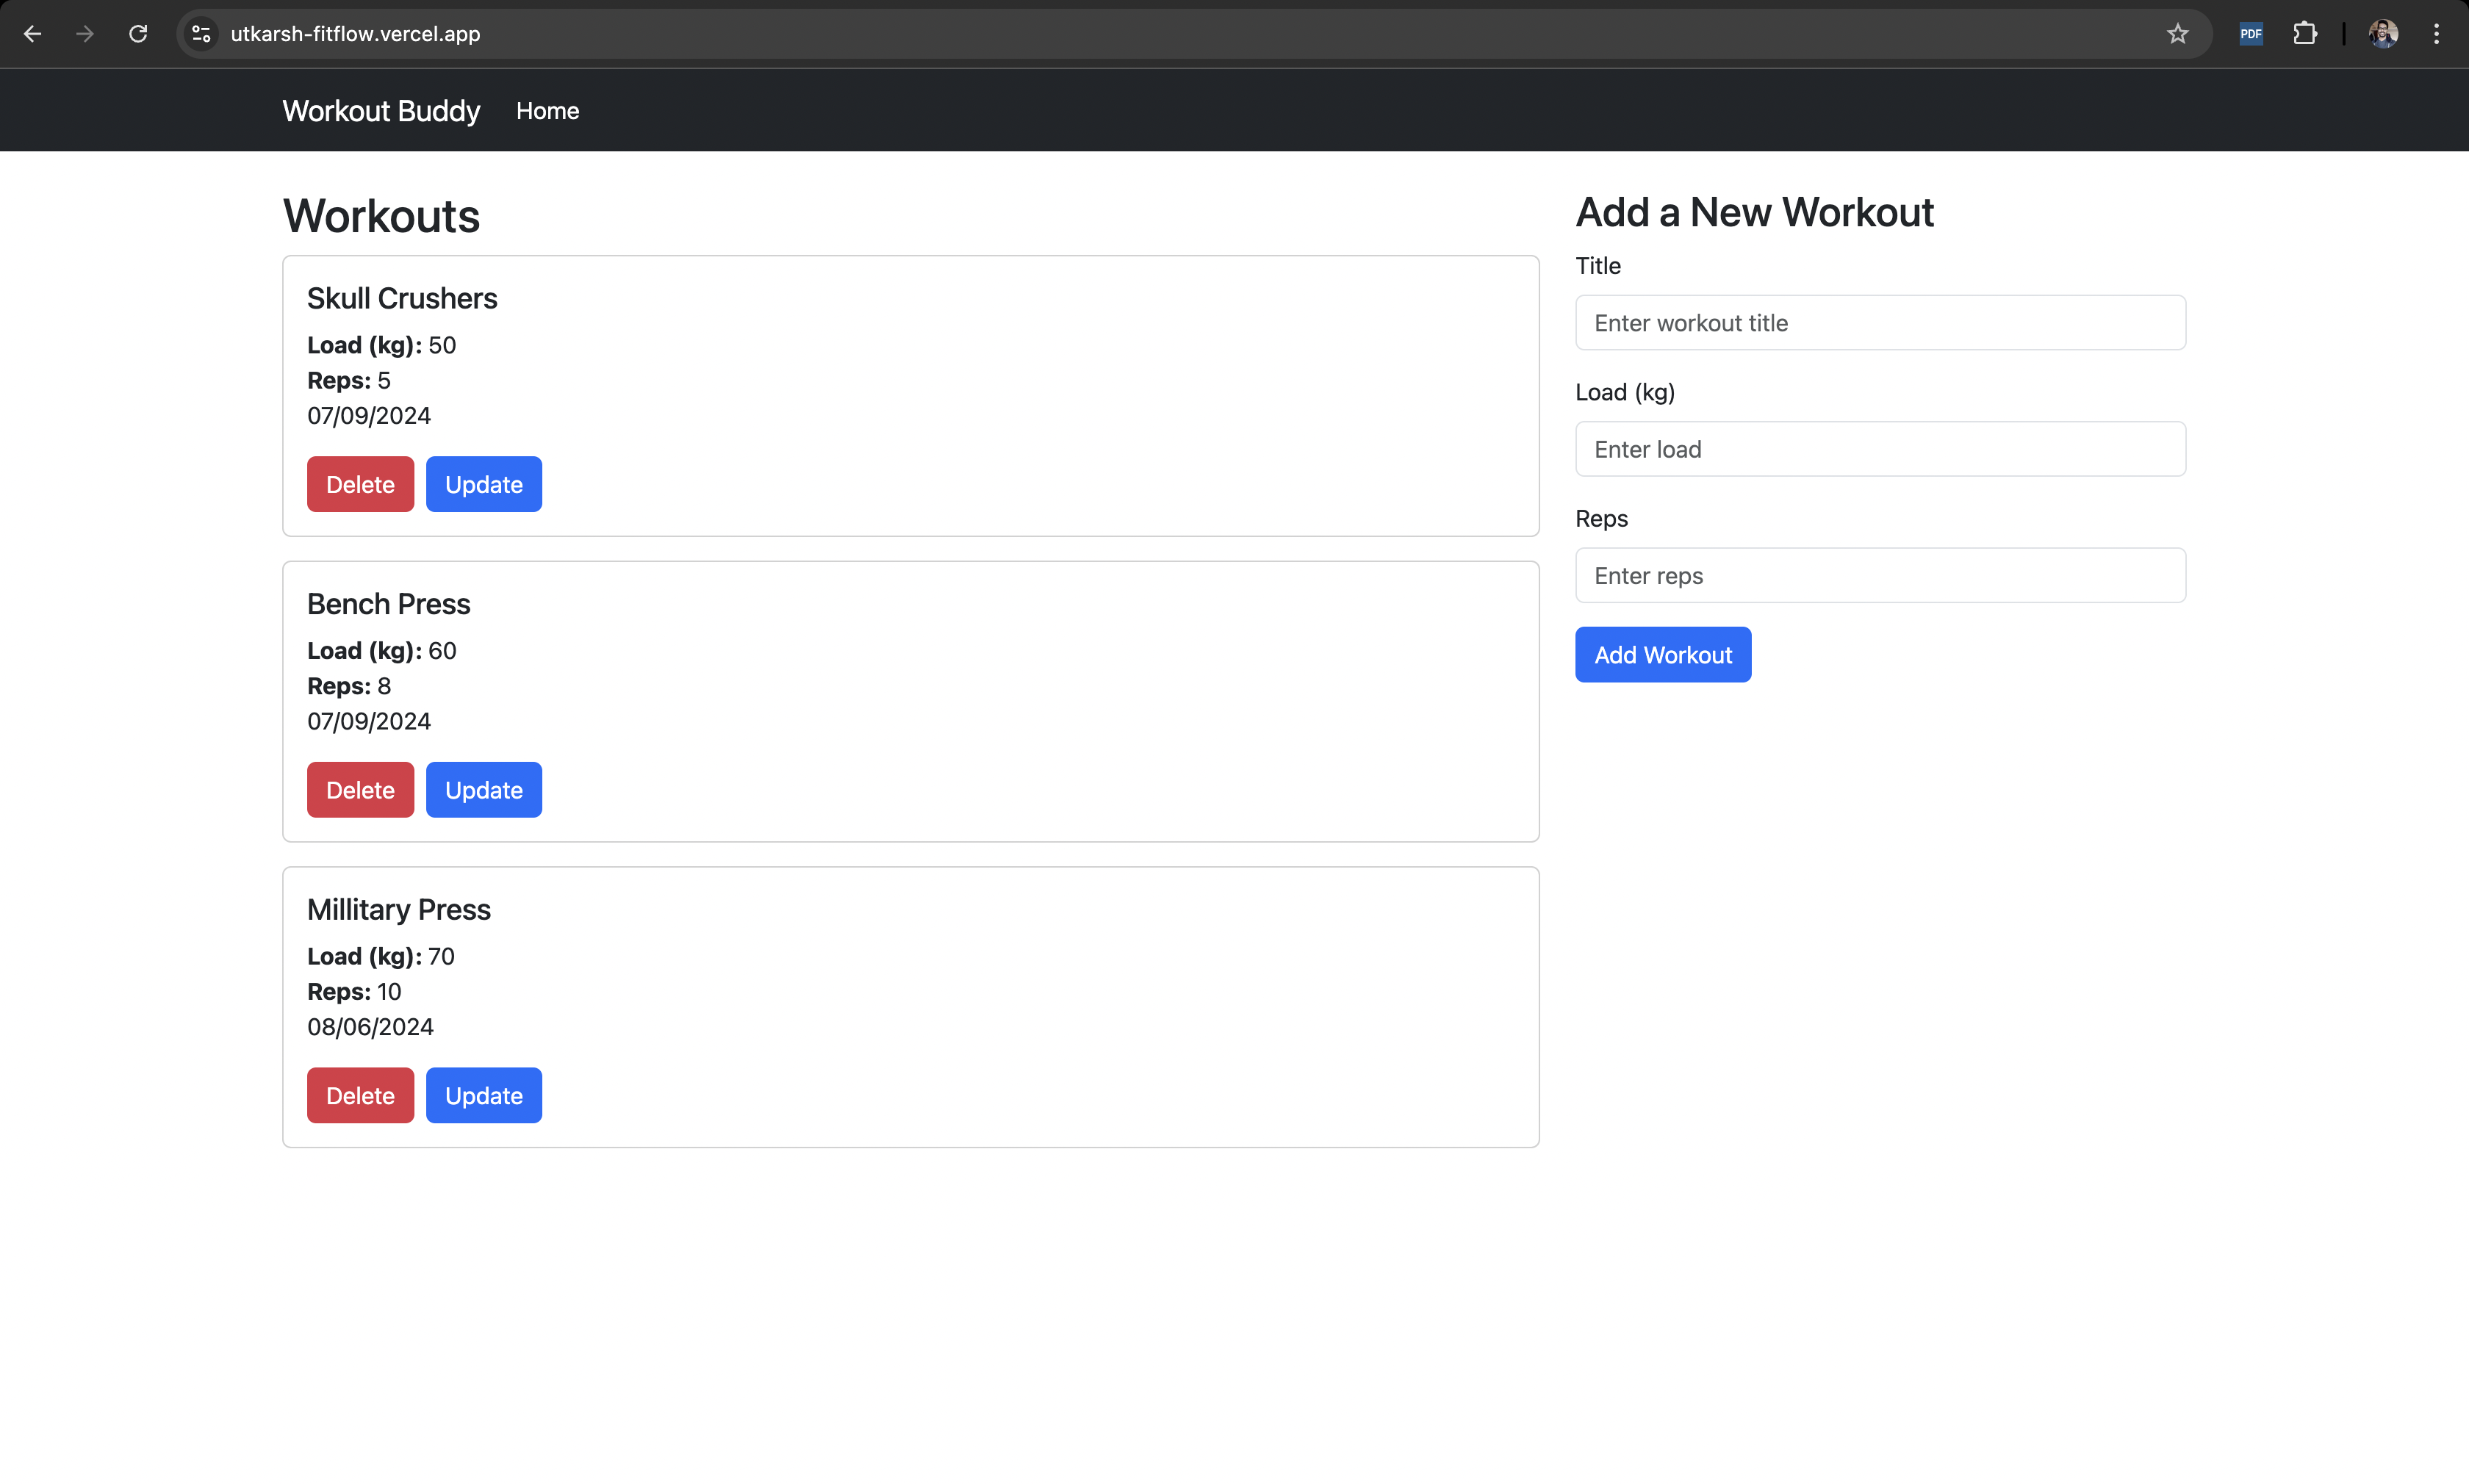 utkarsh-fitflow.vercel.app
PDF
Workout Buddy Home
Workouts
Skull Crushers
Load (kg): 50
Reps: 5
07/09/2024
Delete Update
Bench Press
Load (kg): 60
Reps: 8
07/09/2024
Delete Update
Millitary Press
Load (kg): 70
Reps: 10
08/06/2024
Delete Update
Add a New Workout
Title
Enter workout title
Load (kg)
Enter load
Reps
Enter reps
Add Workout